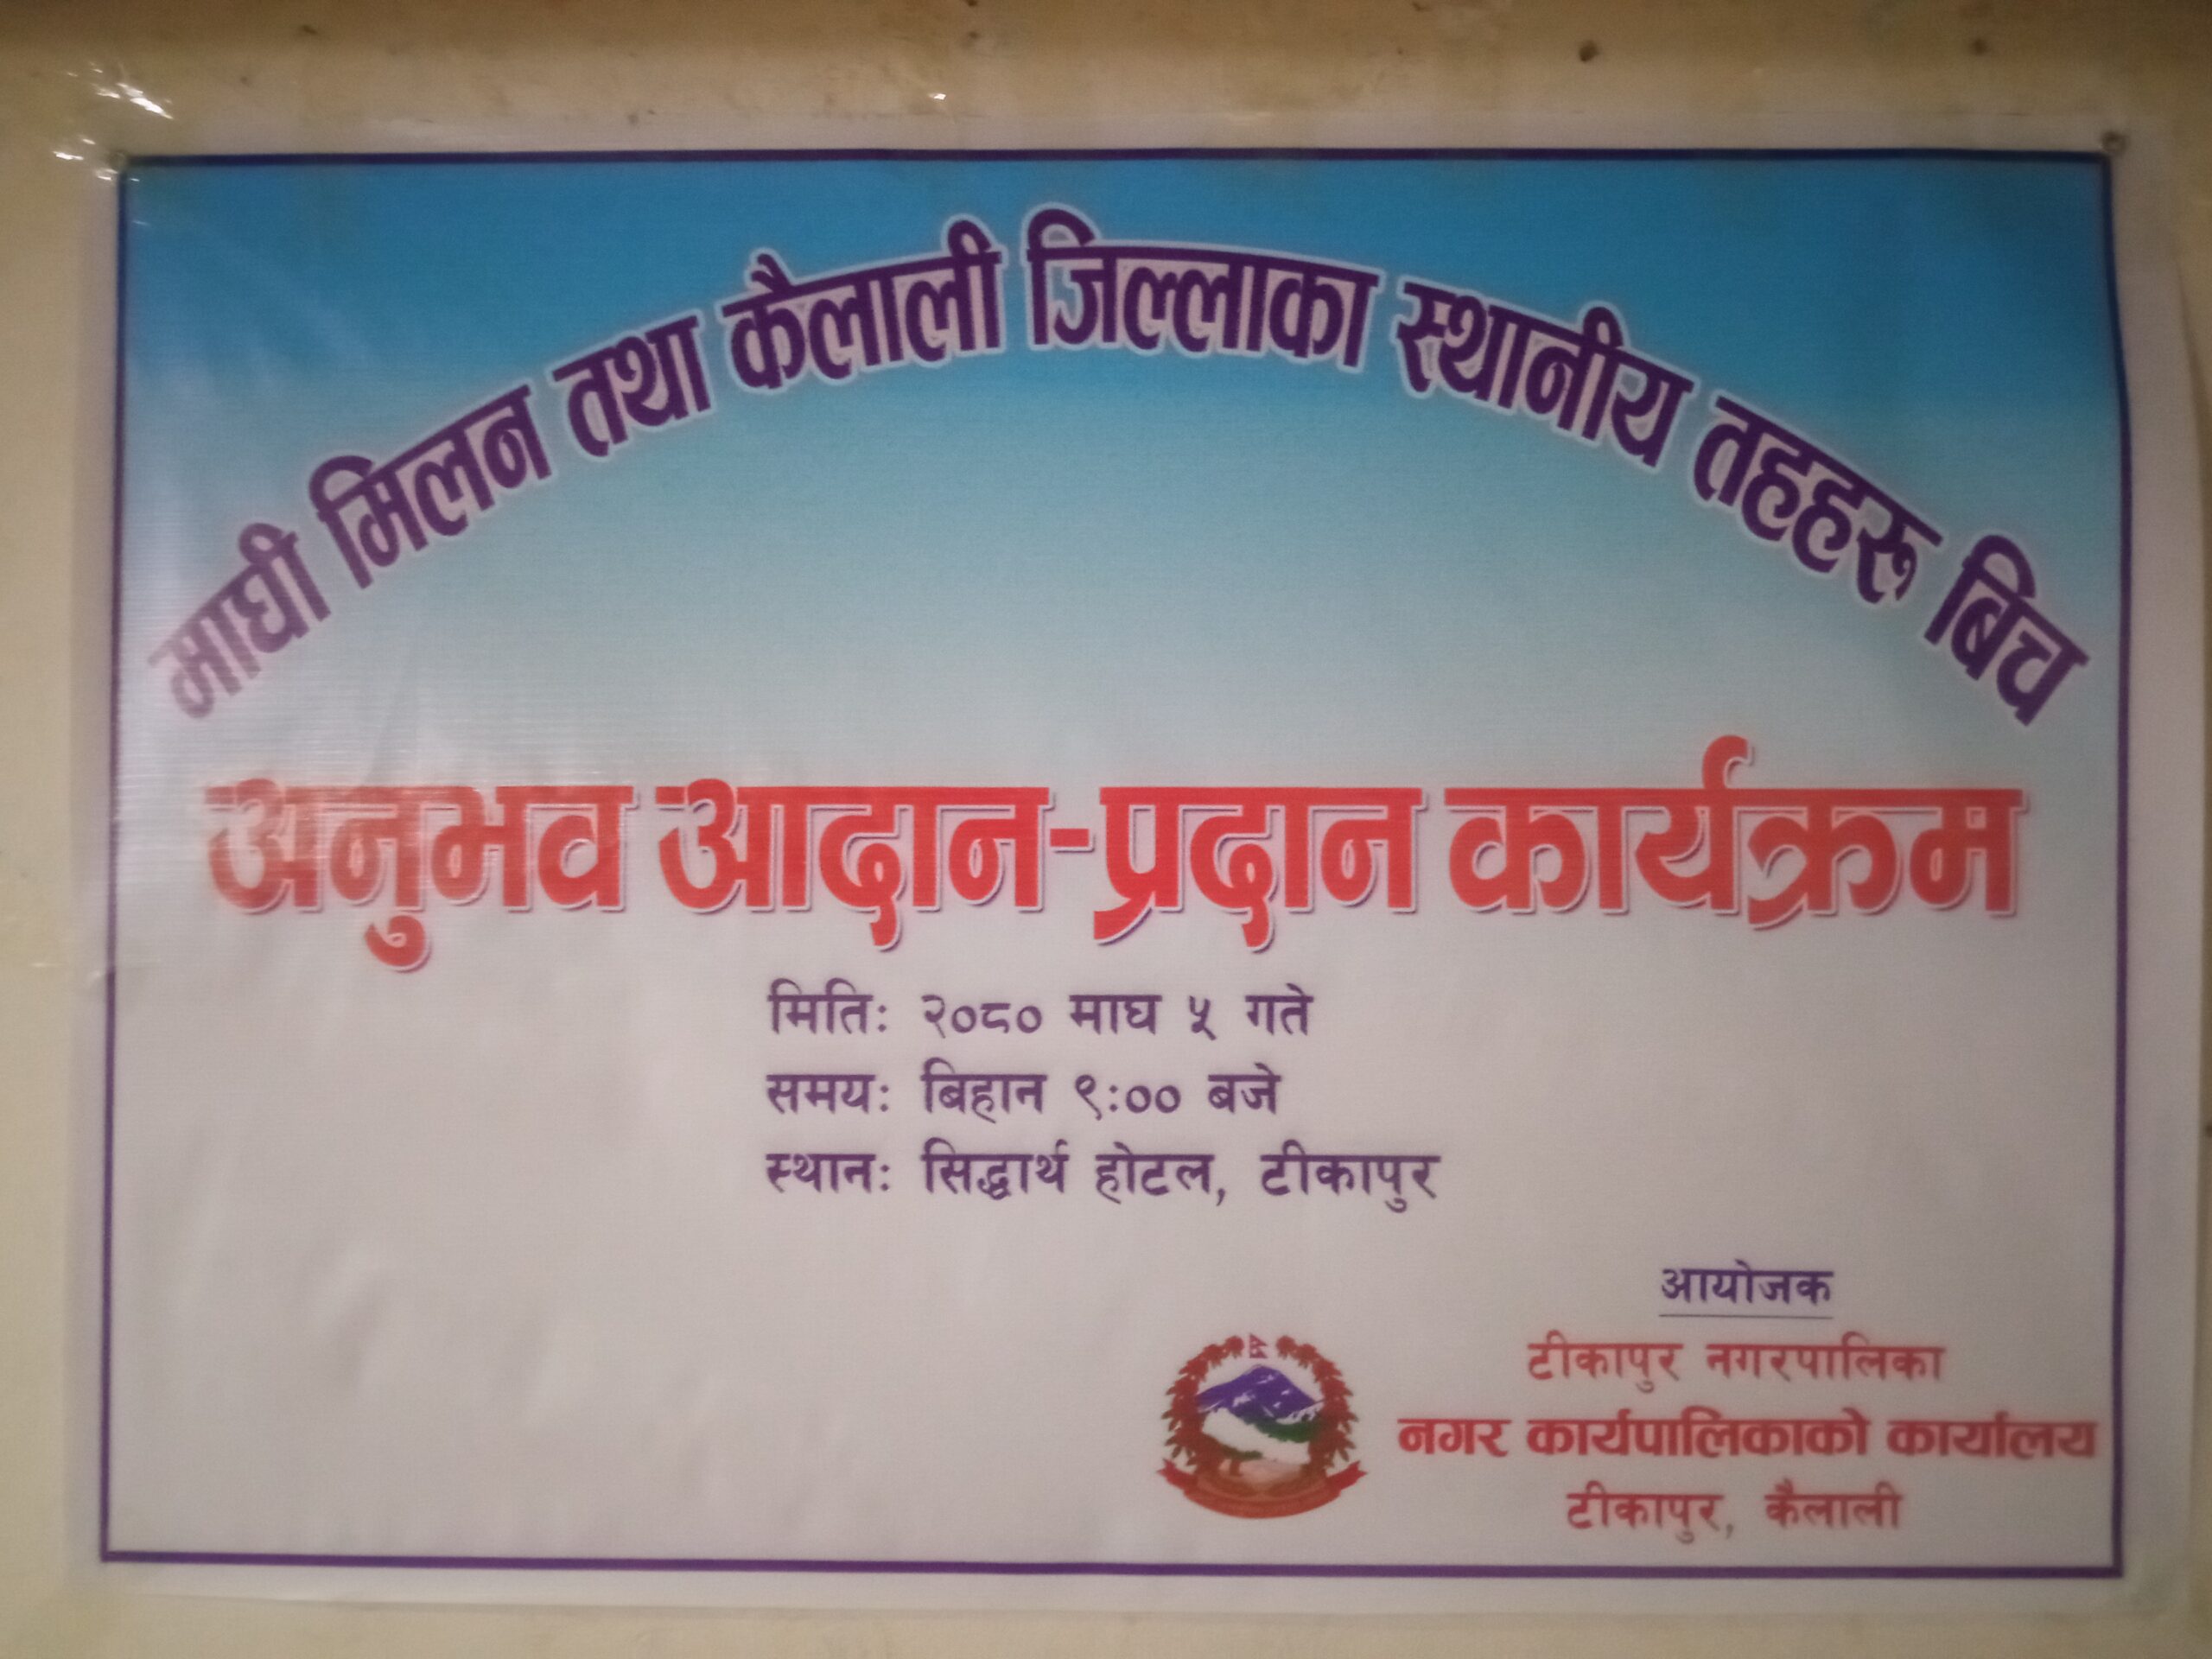 माघी मिलन तथा कैलाली जिल्लाका स्थानीय तहहरू बिच
अनुभव आदान-प्रदान कार्यक्रम
मितिः २०८० माघ ५ गते
समयः बिहान ९:०० बजे
स्थानः सिद्धार्थ होटल, टीकापुर
आयोजक
टीकापुर नगरपालिका
नगर कार्यपालिकाको कार्यालय
टीकापुर, कैलाली